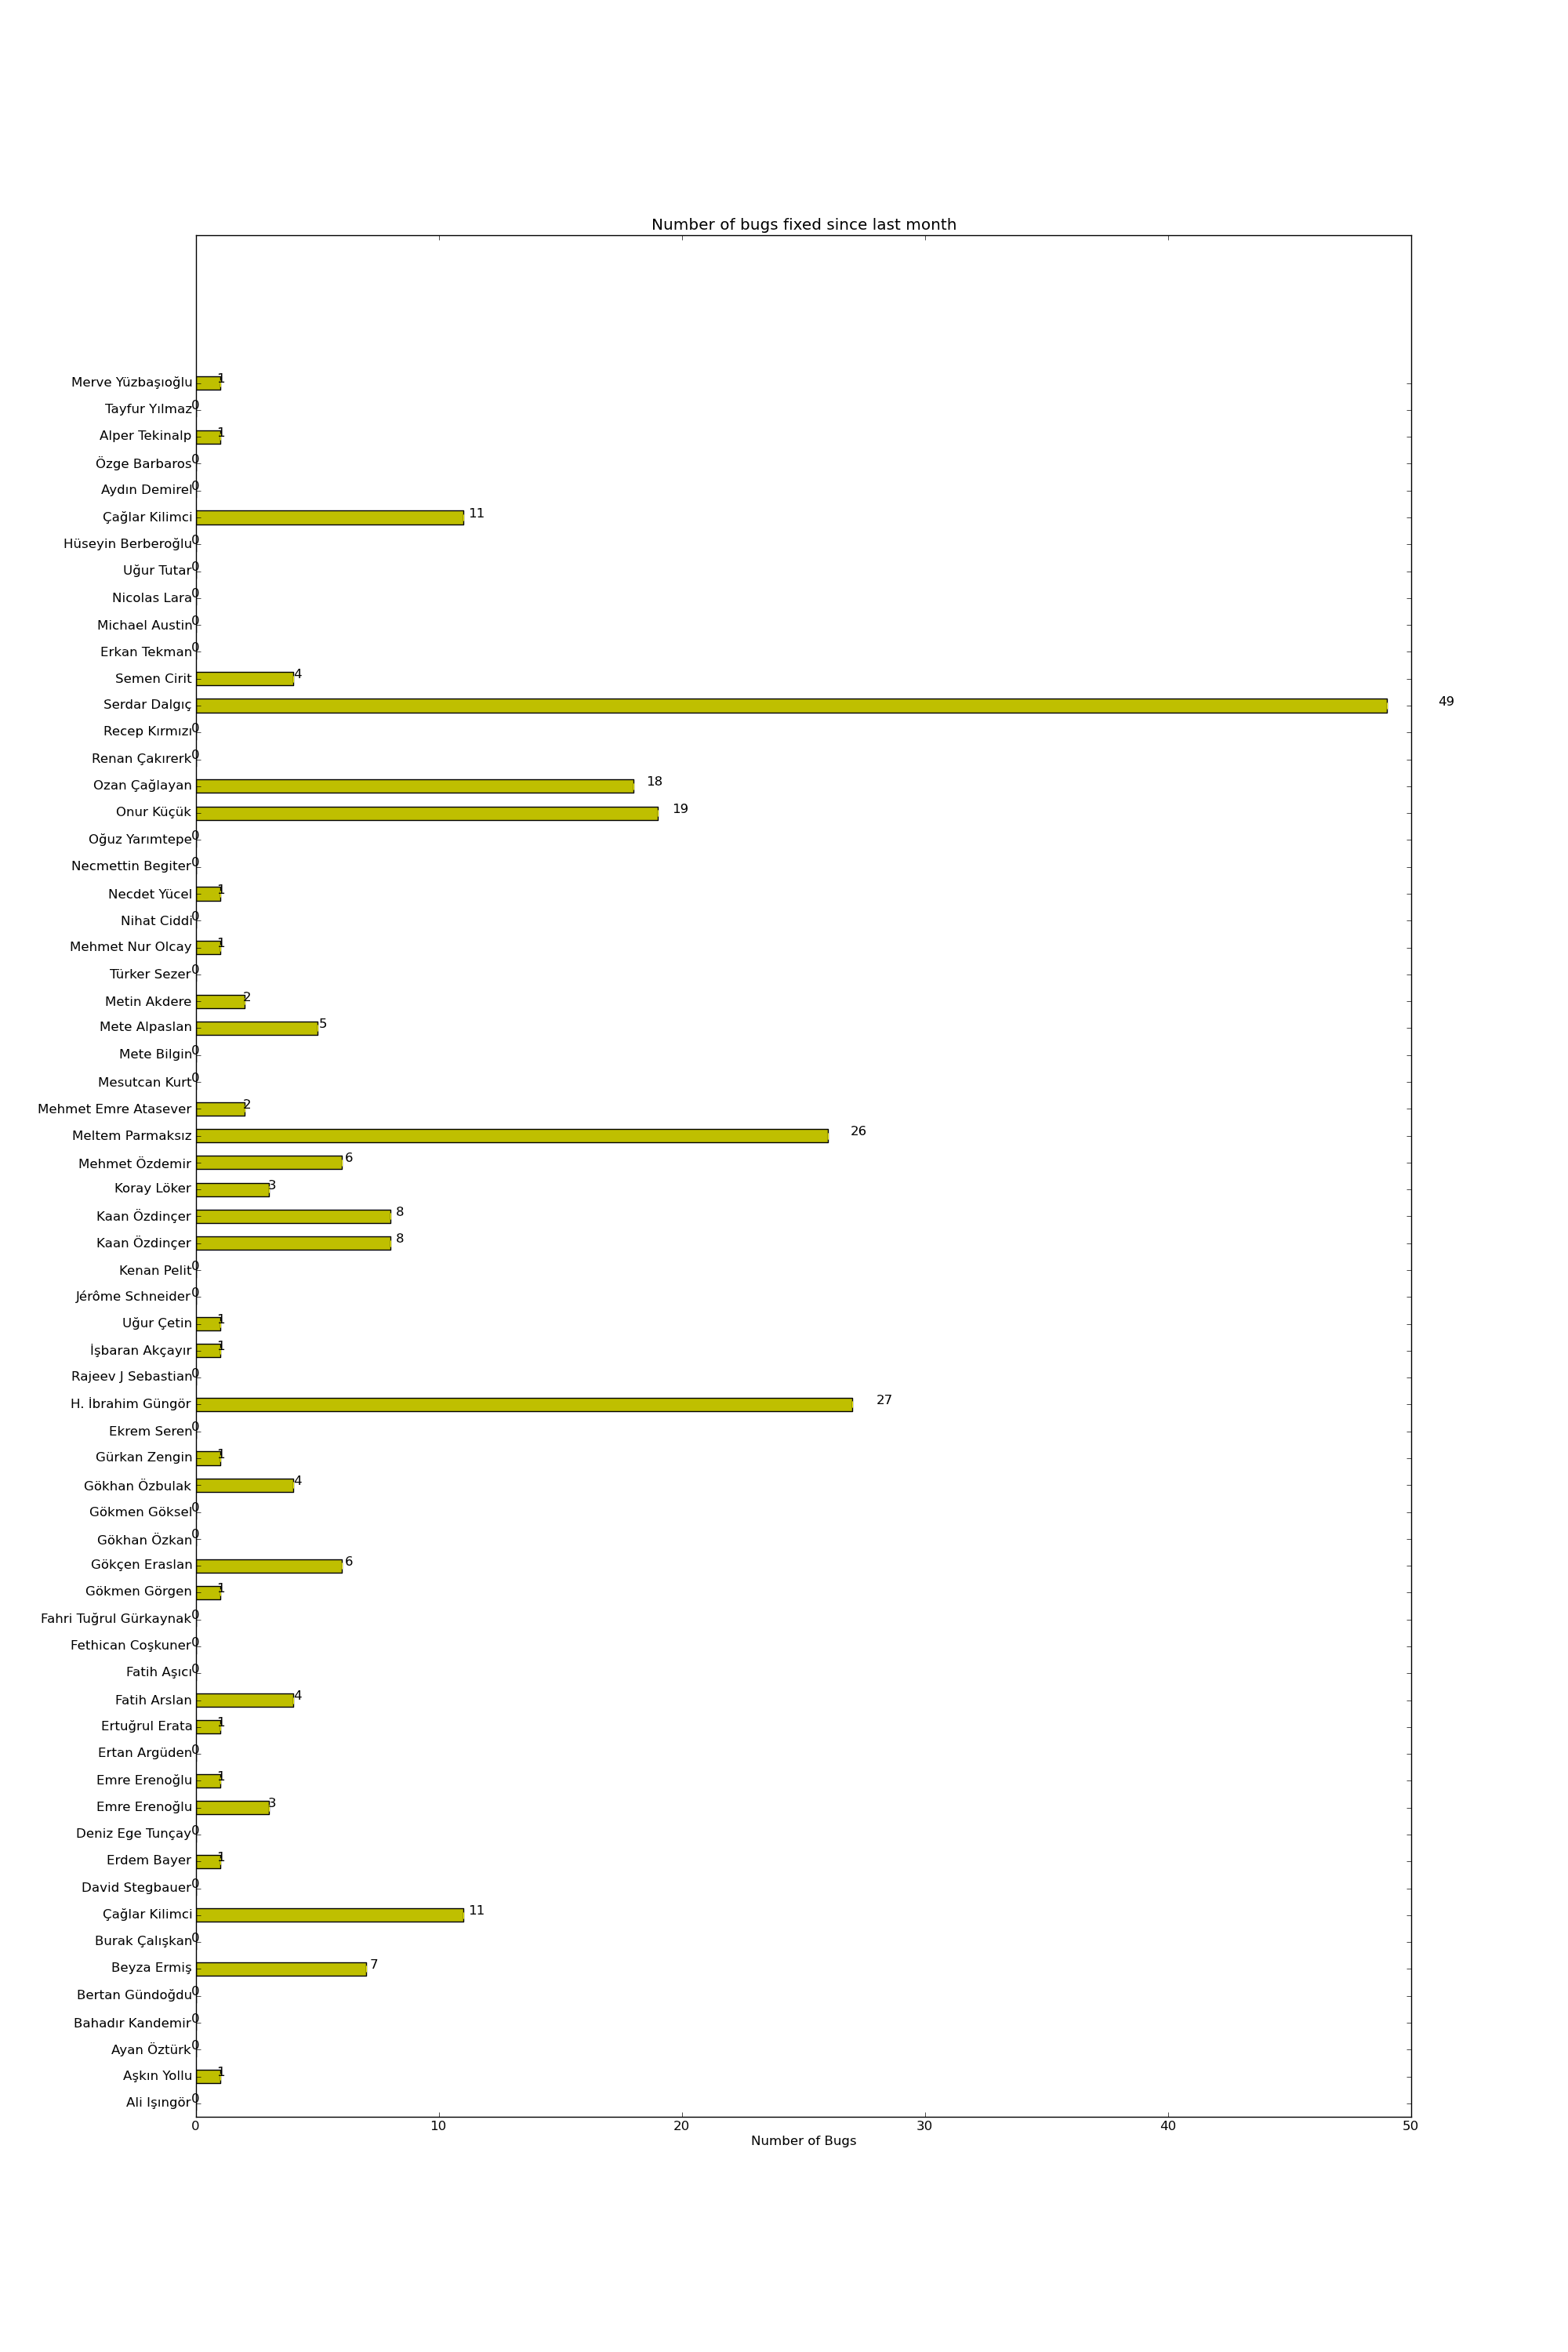 Number of bugs fixed since last month
Merve Yüzbaşıoğlu 1
Tayfur Yılmaz 0
Alper Tekinalp 1
Özge Barbaros 0
Aydın Demirel 0
Çağlar Kilimci 11
Hüseyin Berberoğlu 0
Uğur Tutar 0
Nicolas Lara 0
Michael Austin 0
Erkan Tekman 0
Semen Cirit 4
Serdar Dalgıç 49
Recep Kırmızı 0
Renan Çakırerk 0
Ozan Çağlayan 18
Onur Küçük 19
Oğuz Yarımtepe 0
Necmettin Begiter 0
Necdet Yücel 1
Nihat Ciddi 0
Mehmet Nur Olcay 1
Türker Sezer 0
Metin Akdere 2
Mete Alpaslan 5
Mete Bilgin 0
Mesutcan Kurt 0
Mehmet Emre Atasever 2
Meltem Parmaksız 26
Mehmet Özdemir 6
Koray Löker 3
Kaan Özdinçer 8
Kaan Özdinçer 8
Kenan Pelit 0
Jérôme Schneider 0
Uğur Çetin 1
İşbaran Akçayır 1
Rajeev J Sebastian 0
H. İbrahim Güngör 27
Ekrem Seren 0
Gürkan Zengin 1
Gökhan Özbulak 4
Gökmen Göksel 0
Gökhan Özkan 0
Gökçen Eraslan 6
Gökmen Görgen 1
Fahri Tuğrul Gürkaynak 0
Fethican Coşkuner 0
Fatih Aşıcı 0
Fatih Arslan 4
Ertuğrul Erata 1
Ertan Argüden 0
Emre Erenoğlu 1
Emre Erenoğlu 3
Deniz Ege Tunçay 0
Erdem Bayer 1
David Stegbauer 0
Çağlar Kilimci 11
Burak Çalışkan 0
Beyza Ermiş 7
Bertan Gündoğdu 0
Bahadır Kandemir 0
Ayan Öztürk 0
Aşkın Yollu 1
Ali Işıngör 0
0 10 20 30 40 50
Number of Bugs